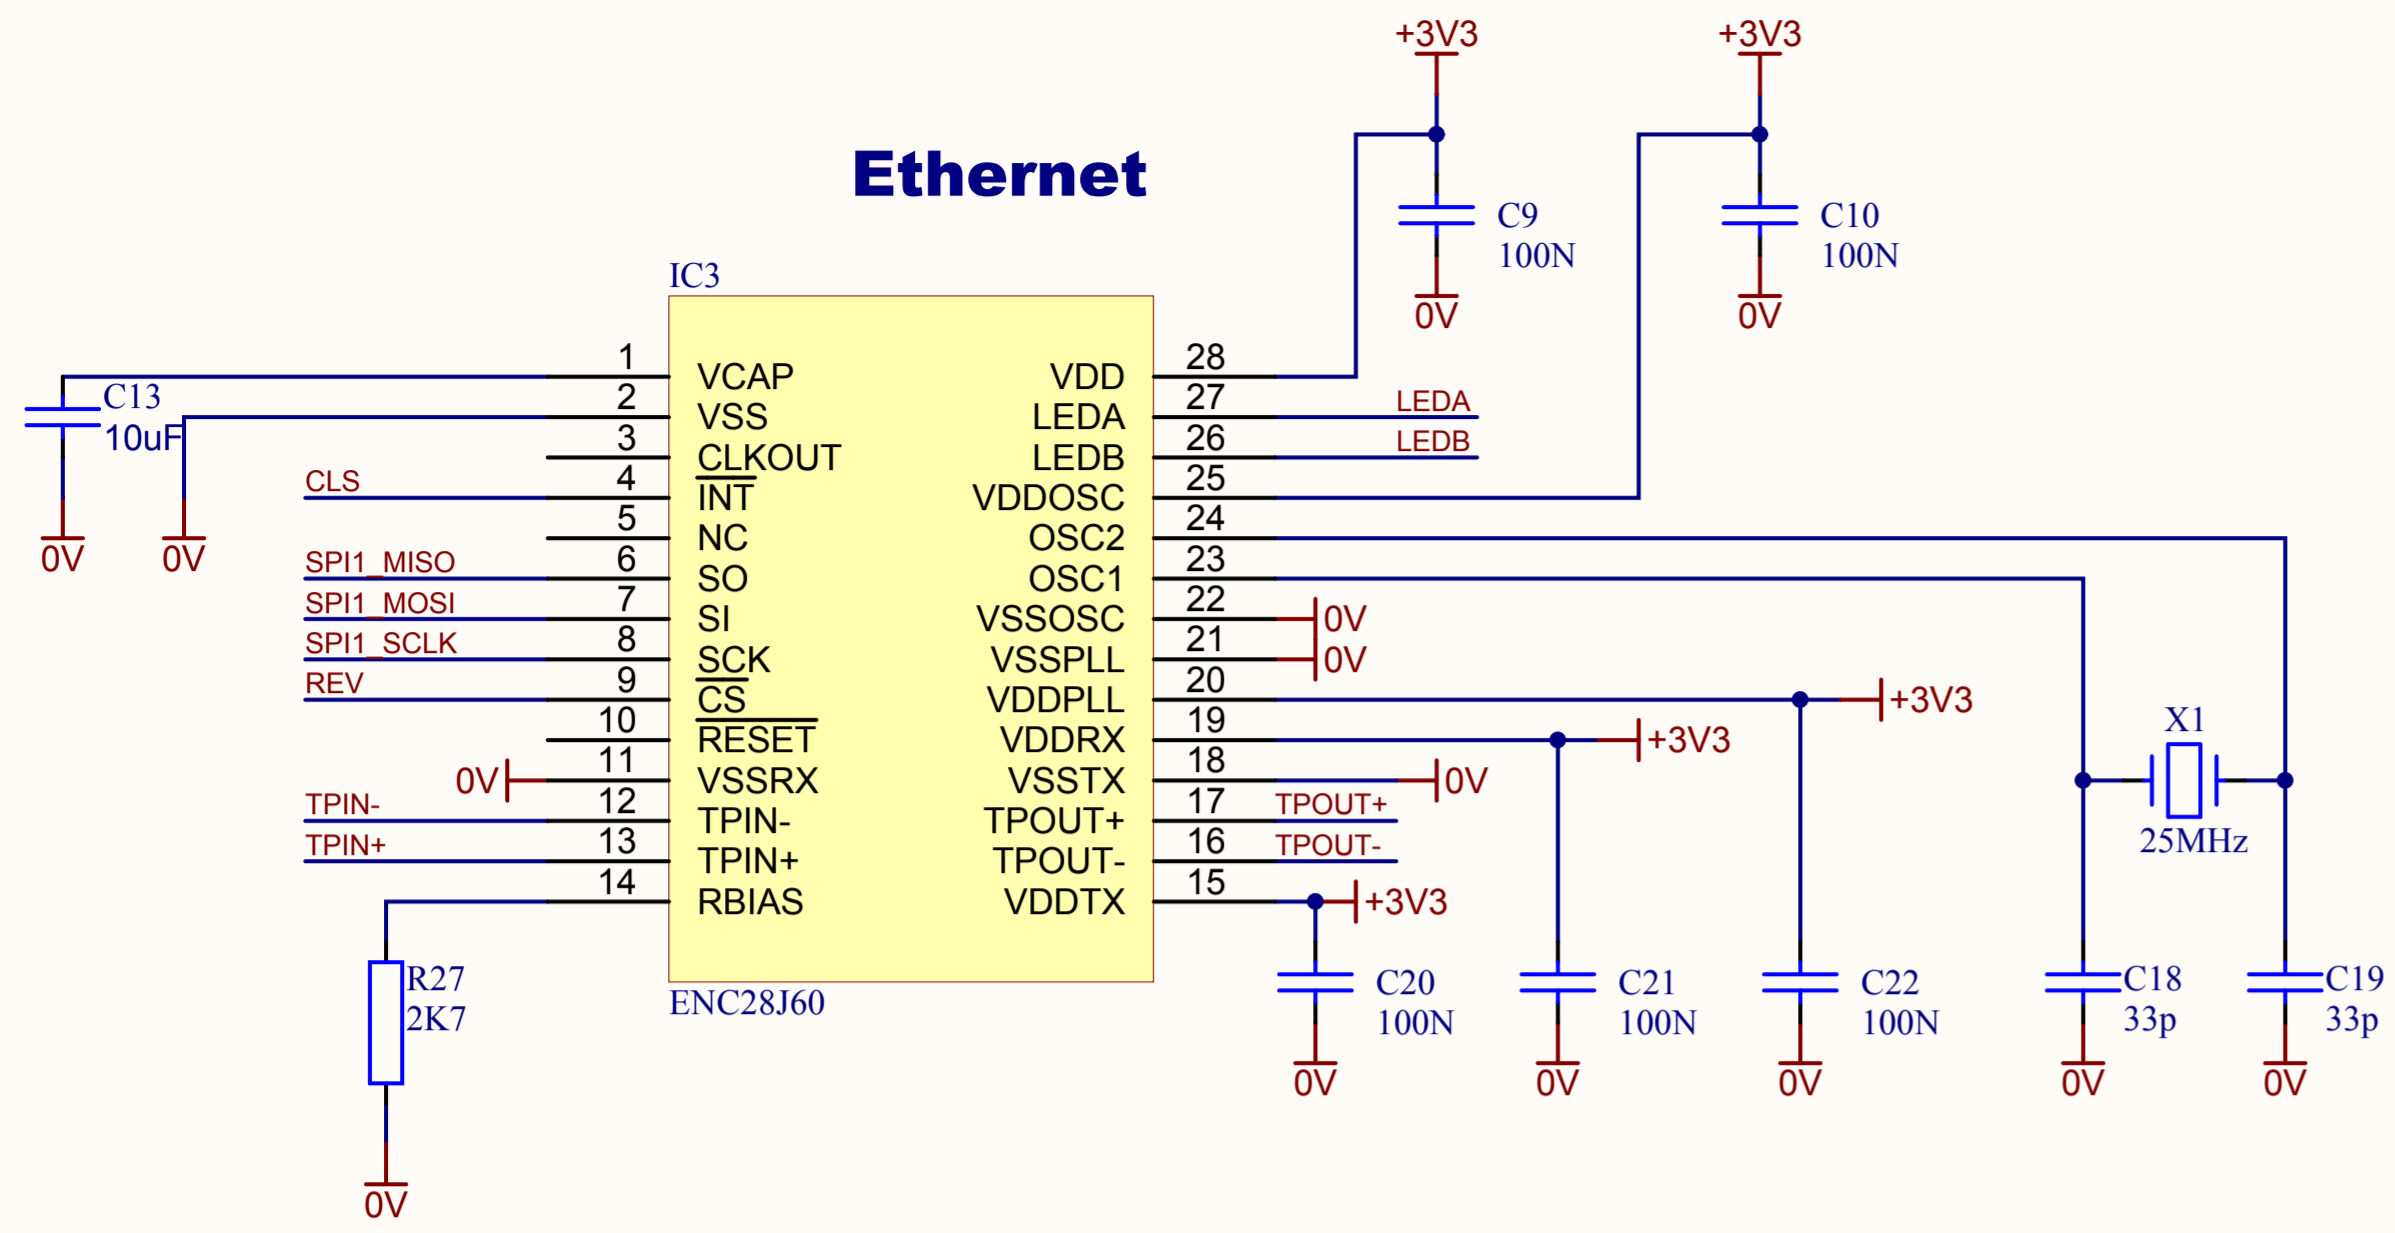 +3V3
+3V3
Ethernet
C9
100N
C10
100N
0V
0V
IC3
1
VCAP
VDD
28
C13
10uF
2
VSS
LEDA
27
LEDA
3
CLKOUT
LEDB
26
LEDB
CLS
4
INT
VDDOSC
25
5
NC
OSC2
24
0V
0V
SPI1_MISO
6
SO
OSC1
23
SPI1_MOSI
7
SI
VSSOSC
22
0V
SPI1_SCLK
8
SCK
VSSPLL
21
0V
REV
9
CS
VDDPLL
20
+3V3
10
RESET
VDDRX
19
+3V3
X1
25MHz
0V
11
VSSRX
VSSTX
18
0V
TPIN-
12
TPIN-
TPOUT+
17
TPOUT+
TPIN+
13
TPIN+
TPOUT-
16
TPOUT-
14
RBIAS
VDDTX
15
+3V3
R27
2K7
ENC28J60
C20
100N
C21
100N
C22
100N
C18
33p
C19
33p
0V
0V
0V
0V
0V
0V